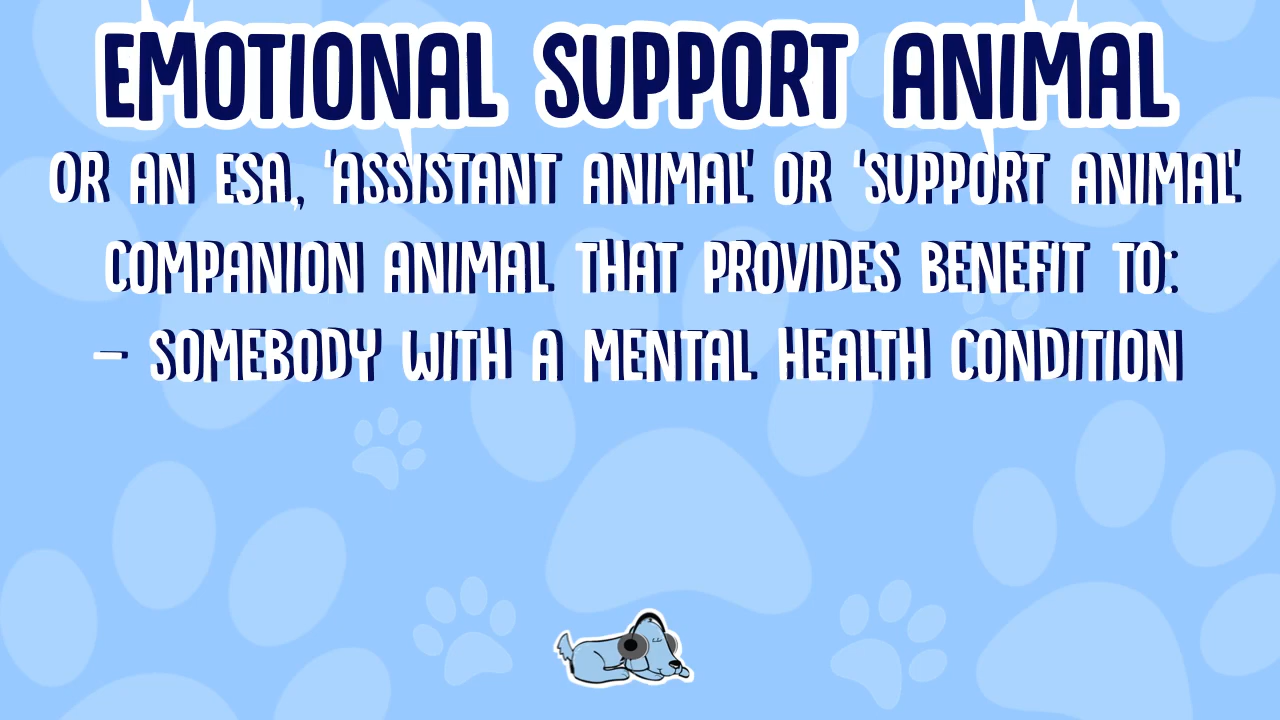 EMOTIONAL SUPPORT ANIMAL
OR AN ESA, 'ASSISTANT ANIMAL' OR 'SUPPORT ANIMAL'
COMPANION ANIMAL THAT PROVIDES BENEFIT TO:
- SOMEBODY WITH A MENTAL HEALTH CONDITION